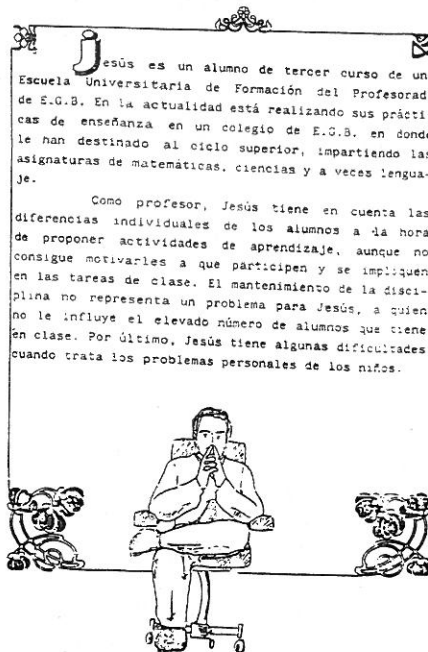 Jesús es un alumno de tercer curso de un
Escuela Universitaria de Formación del Profesorad
de E.G.B. En la actualidad está realizando sus prácti-
cas de enseñanza en un colegio de E.G.B. en donde
le han destinado al ciclo superior, impartiendo las
asignaturas de matemáticas, ciencias y a veces lengua-
je.
Como profesor, Jesús tiene en cuenta las
diferencias individuales de los alumnos a la hora
de proponer actividades de aprendizaje, aunque no
consigue motivarles a que participen y se impliquen
en las tareas de clase. El mantenimiento de la disci-
plina no representa un problema para Jesús, a quien
no le influye el elevado número de alumnos que tiene
en clase. Por último, Jesús tiene algunas dificultades
cuando trata los problemas personales de los niños.